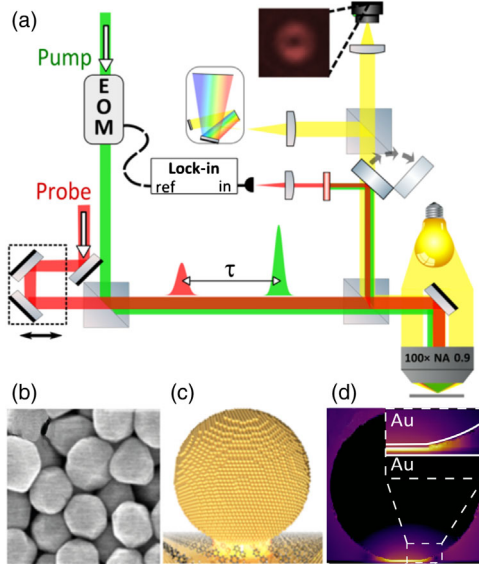 (a)
Pump
E
O
M
Lock-in
ref in
Probe
τ
100× NA 0.9
(b)
(c)
(d)
Au
Au